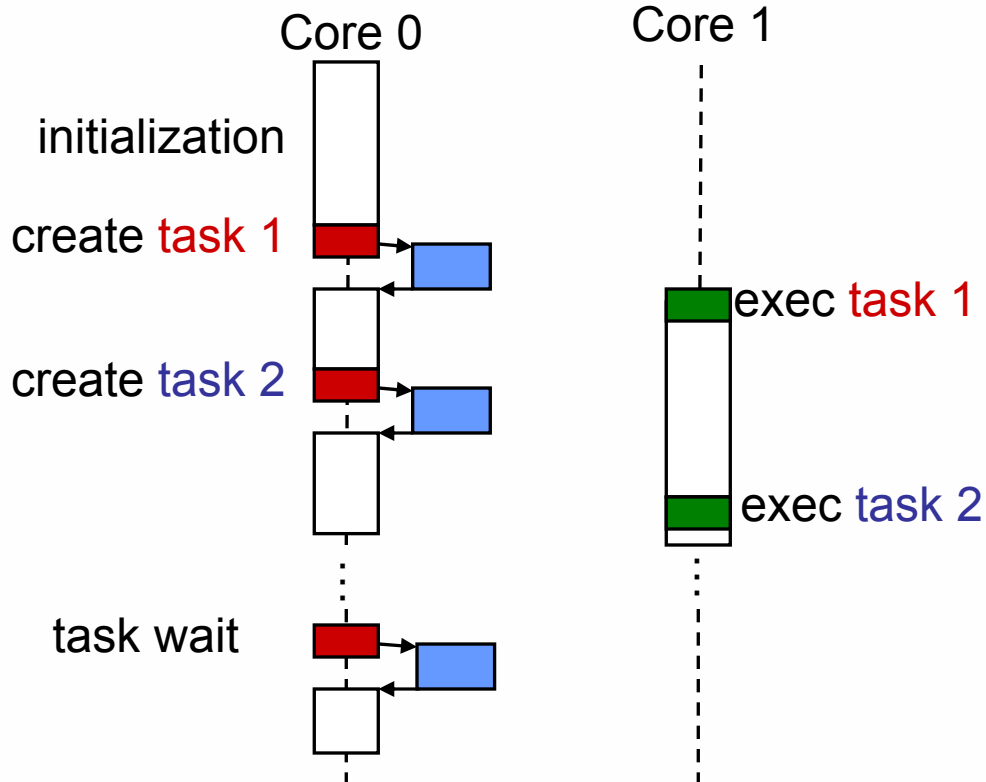 Core 0
Core 1
initialization
create task 1
exec task 1
create task 2
exec task 2
task wait